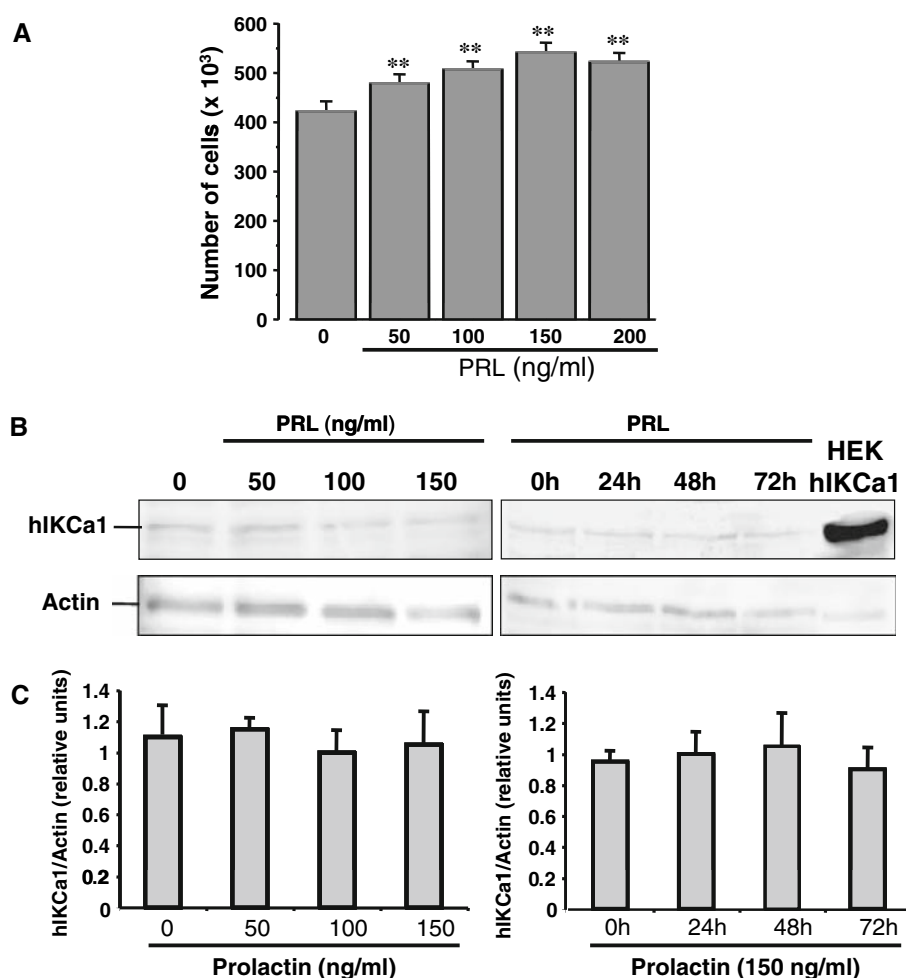 A
600
500
400
300
200
100
0
Number of cells (x 10³)
** ** ** **
0 50 100 150 200
PRL (ng/ml)
B
PRL (ng/ml)
0 50 100 150
PRL
0h 24h 48h 72h
HEK
hIKCa1
hIKCa1
Actin
C
hIKCa1/Actin (relative units)
1.4
1.2
1
0.8
0.6
0.4
0.2
0
0 50 100 150
Prolactin (ng/ml)
hIKCa1/Actin (relative units)
1.4
1.2
1
0.8
0.6
0.4
0.2
0
0h 24h 48h 72h
Prolactin (150 ng/ml)